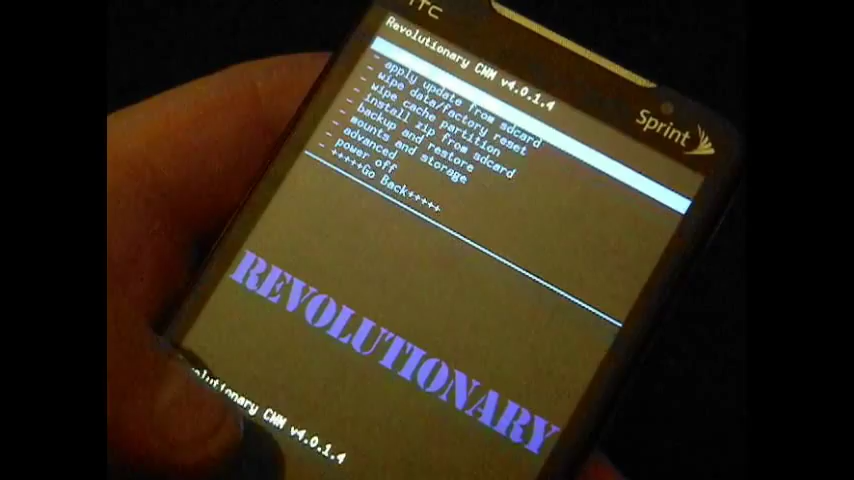 HTC
Sprint
Revolutionary CWM v4.0.1.4
- apply update from sdcard
- wipe data/factory reset
- wipe cache partition
- install zip from sdcard
- backup and restore
- mounts and storage
- advanced
- power off
- +++++Go Back+++++
REVOLUTIONARY
CWM v4.0.1.4